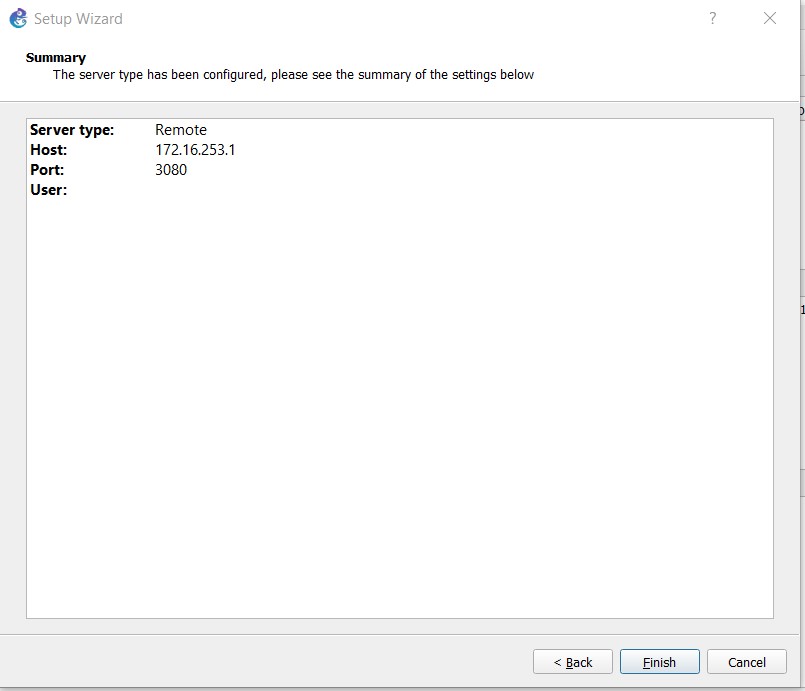 Setup Wizard
Summary
The server type has been configured, please see the summary of the settings below
Server type: Remote
Host: 172.16.253.1
Port: 3080
User:
< Back Finish Cancel